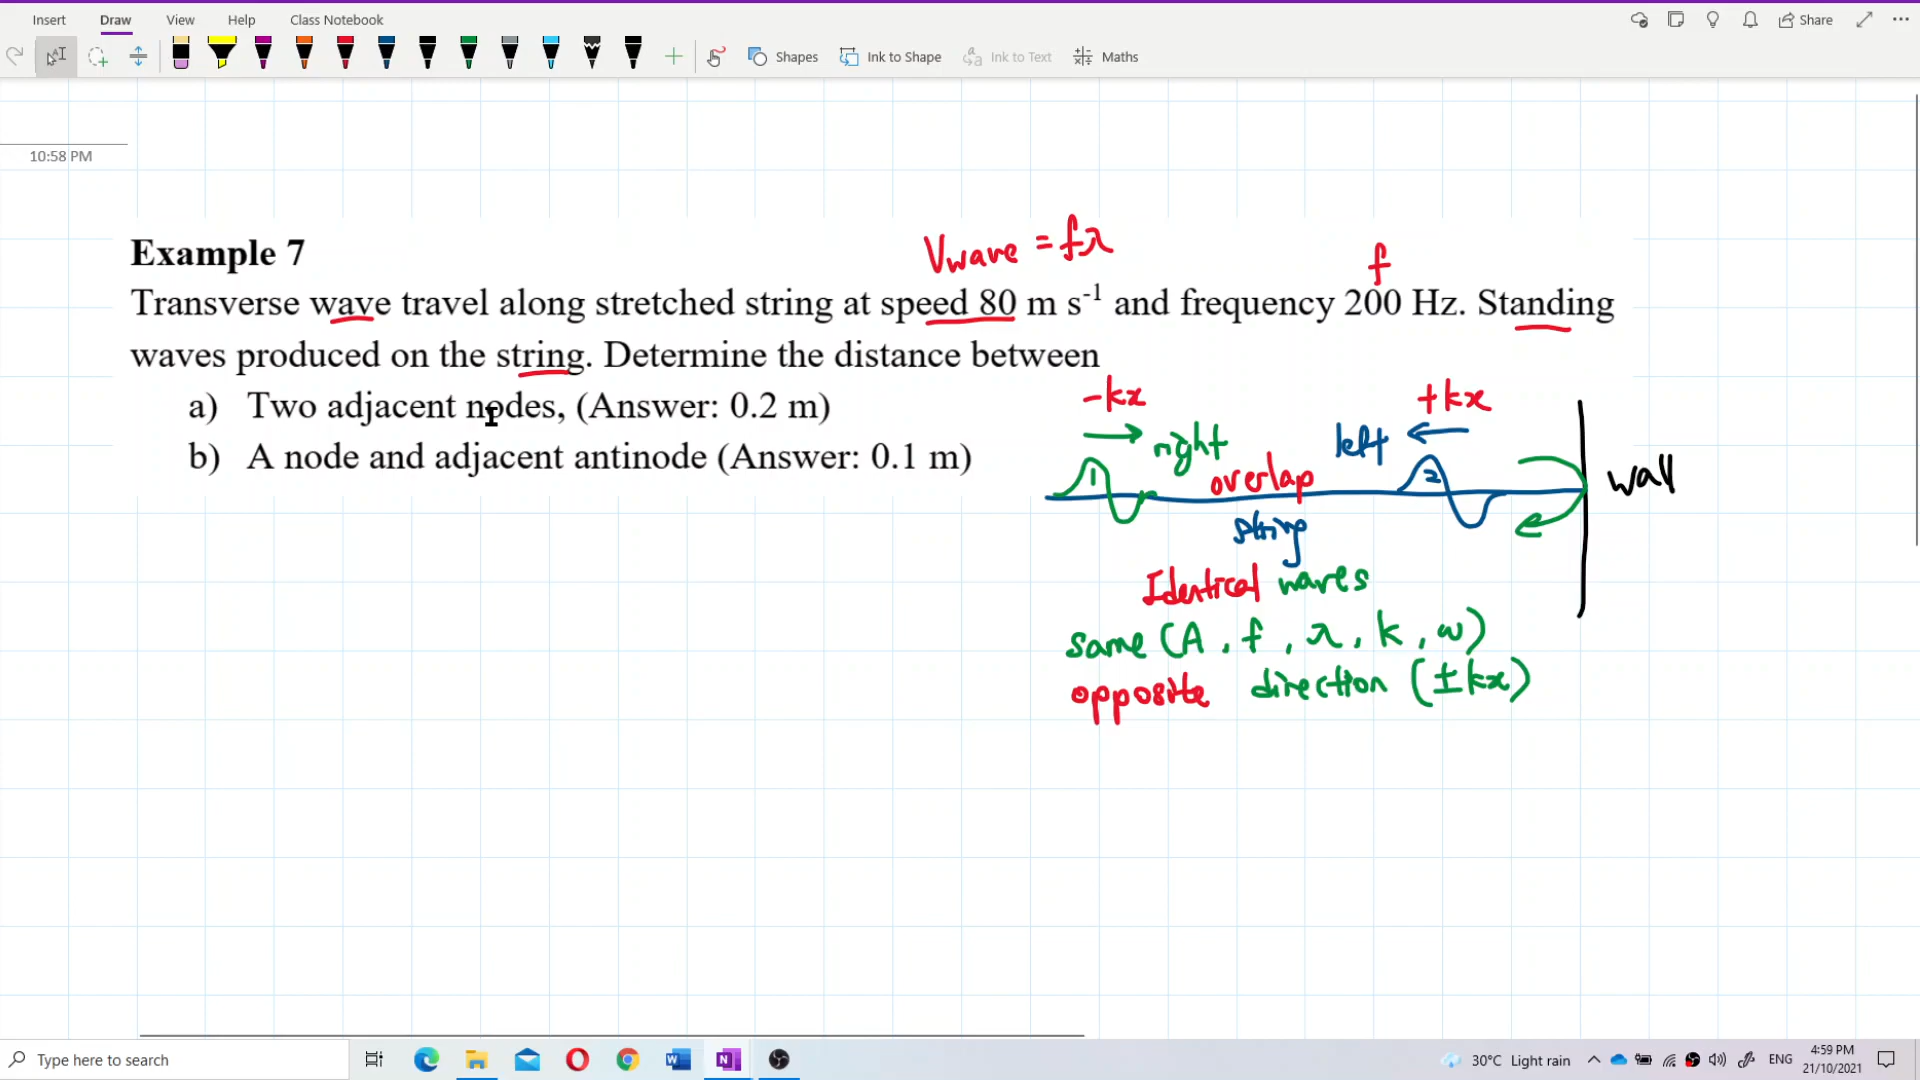 Insert Draw View Help Class Notebook
Share
Shapes Ink to Shape Ink to Text Maths
10:58 PM
Vwave = fλ
f
Example 7
Transverse wave travel along stretched string at speed 80 m s-1 and frequency 200 Hz. Standing
waves produced on the string. Determine the distance between
a) Two adjacent nodes, (Answer: 0.2 m)
b) A node and adjacent antinode (Answer: 0.1 m)
-kx +kx
right left
1 overlap 2 wall
string
Identical waves
same (A, f, λ, k, ω)
opposite direction (±kx)
Type here to search
30°C Light rain
ENG
4:59 PM
21/10/2021